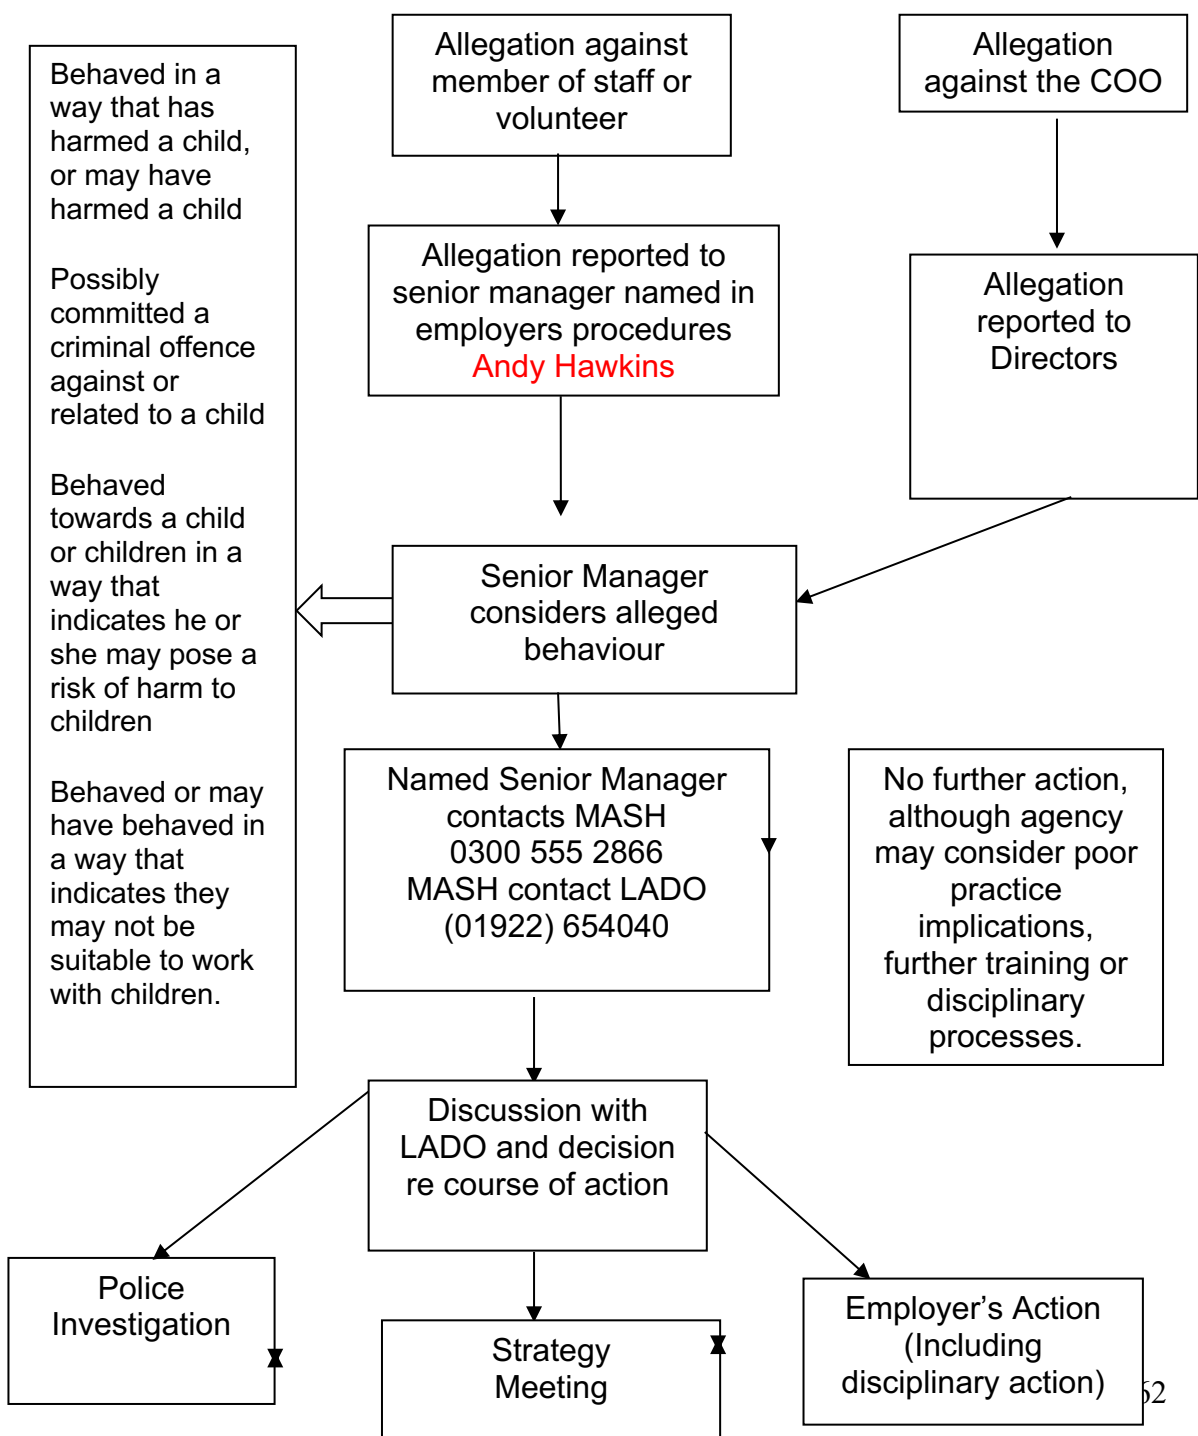 Behaved in a
way that has
harmed a child,
or may have
harmed a child
Possibly
committed a
criminal offence
against or
related to a child
Behaved
towards a child
or children in a
way that
indicates he or
she may pose a
risk of harm to
children
Behaved or may
have behaved in
a way that
indicates they
may not be
suitable to work
with children.
Allegation against
member of staff or
volunteer
Allegation
against the COO
Allegation reported to
senior manager named in
employers procedures
Andy Hawkins
Allegation
reported to
Directors
Senior Manager
considers alleged
behaviour
Named Senior Manager
contacts MASH
0300 555 2866
MASH contact LADO
(01922) 654040
No further action,
although agency
may consider poor
practice
implications,
further training or
disciplinary
processes.
Discussion with
LADO and decision
re course of action
Police
Investigation
Strategy
Meeting
Employer’s Action
(Including
disciplinary action)